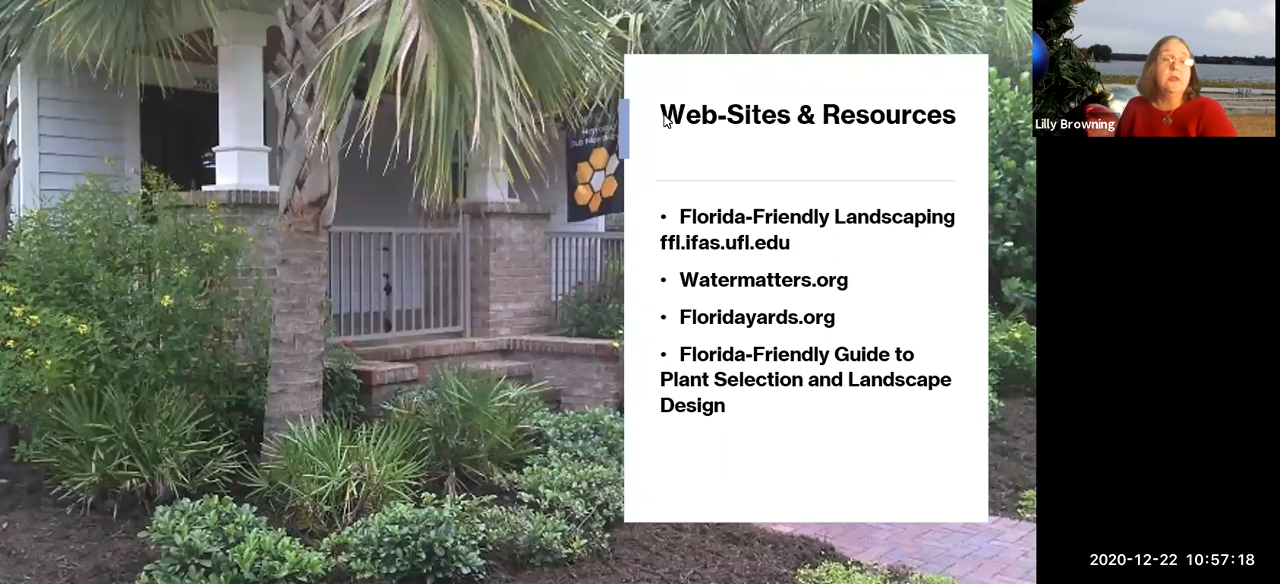 Web-Sites & Resources
• Florida-Friendly Landscaping
ffl.ifas.ufl.edu
• Watermatters.org
• Floridayards.org
• Florida-Friendly Guide to
Plant Selection and Landscape
Design
Lilly Browning
2020-12-22 10:57:18